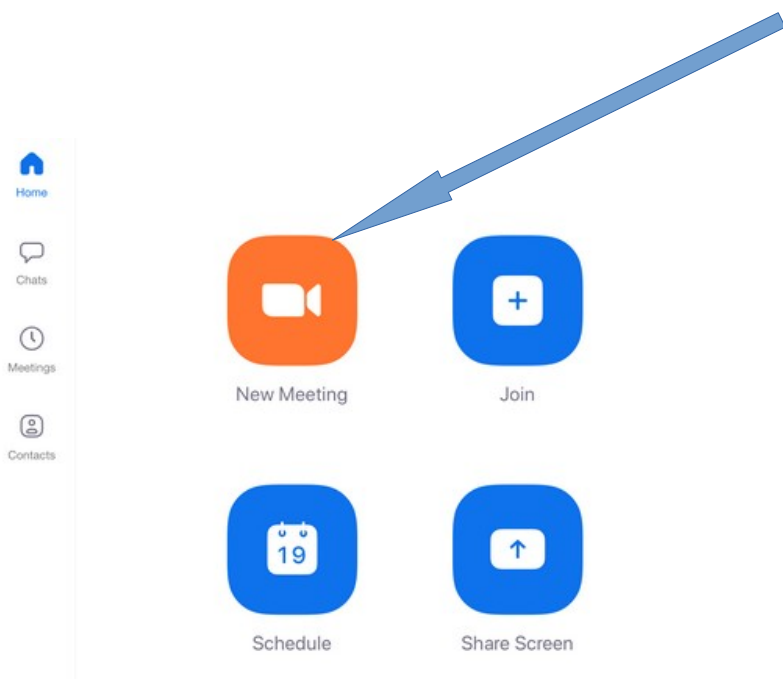 Home
Chats
Meetings
Contacts
New Meeting
Join
19
Schedule
Share Screen